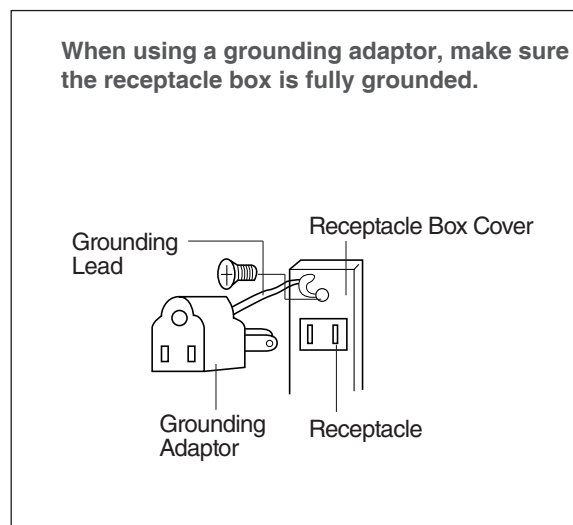 When using a grounding adaptor, make sure
the receptacle box is fully grounded.
Receptacle Box Cover
Grounding
Lead
Grounding
Adaptor
Receptacle